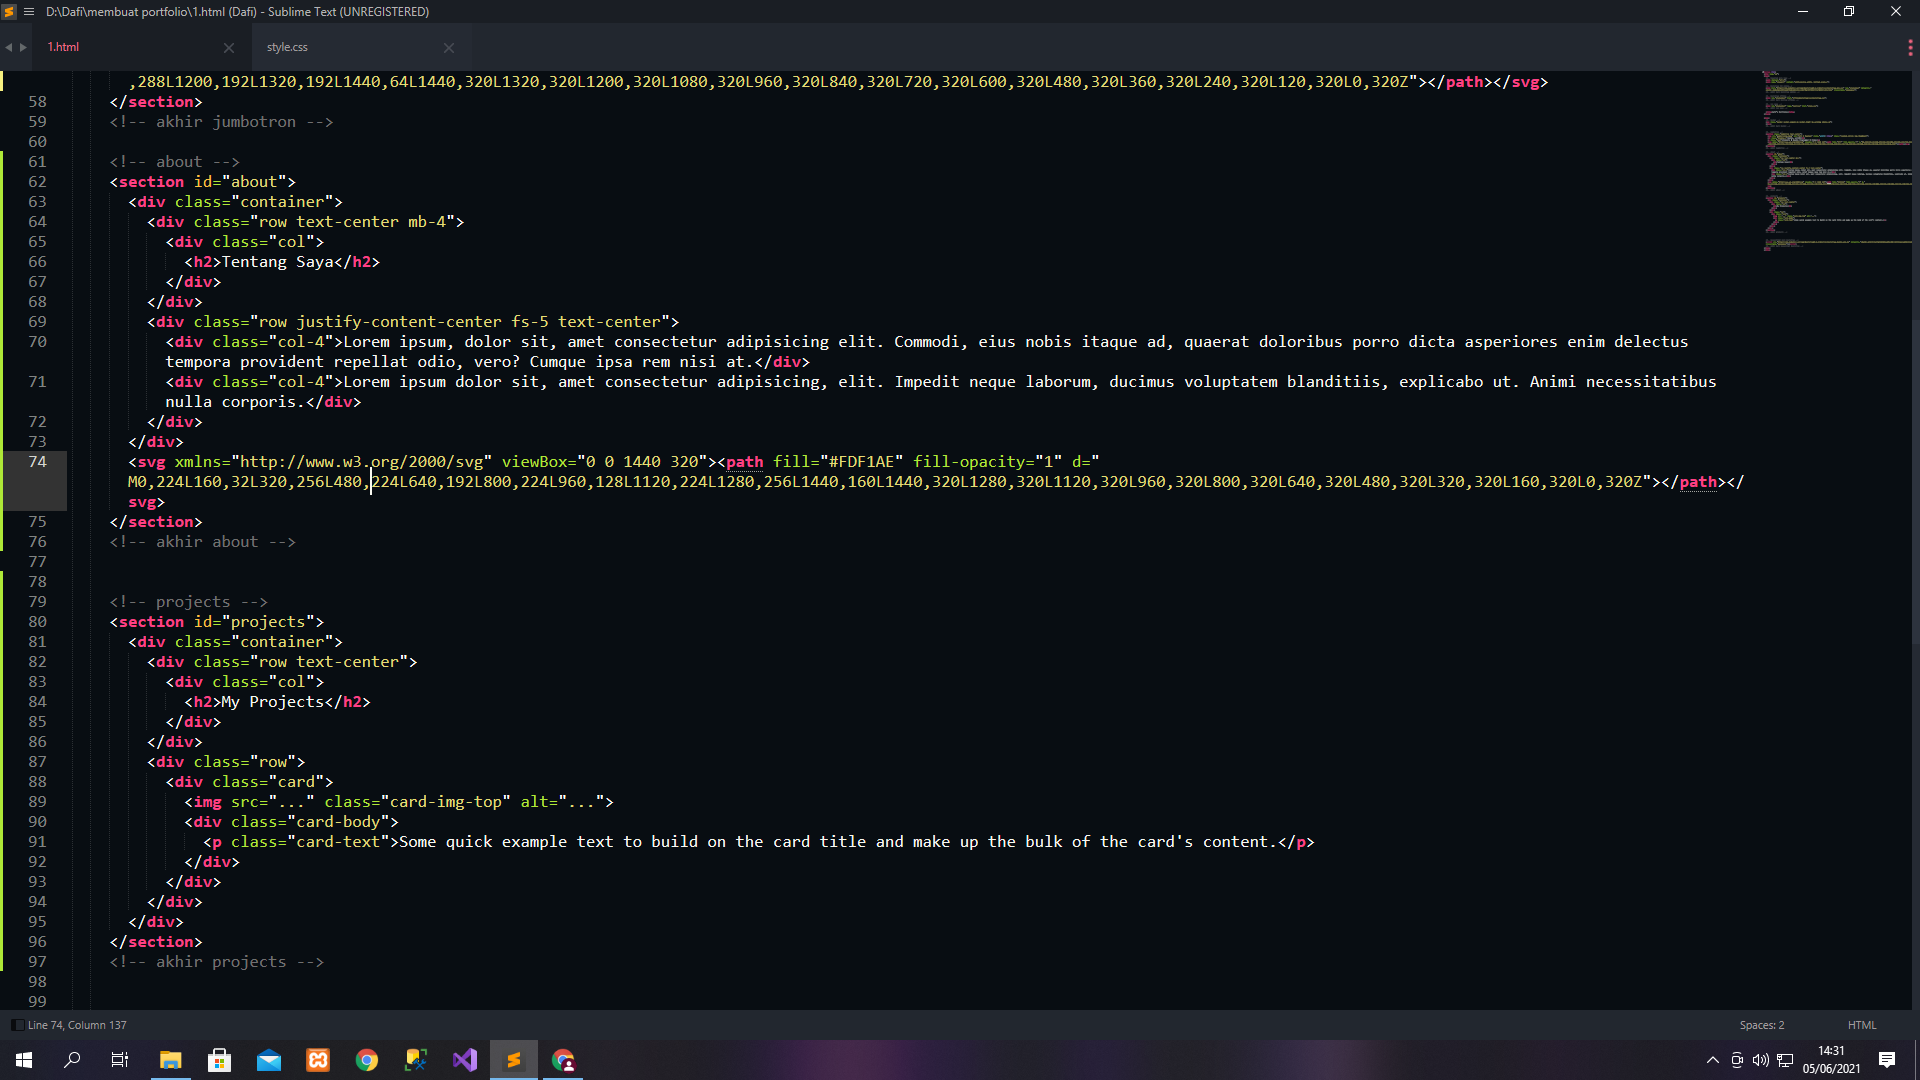 D:\Dafi\membuat portfolio\1.html (Dafi) - Sublime Text (UNREGISTERED)
1.html
style.css
,288L1200,192L1320,192L1440,64L1440,320L1320,320L1200,320L1080,320L960,320L840,320L720,320L600,320L480,320L360,320L240,320L120,320L0,320Z"></path></svg>
58 </section>
59 <!-- akhir jumbotron -->
60
61 <!-- about -->
62 <section id="about">
63 <div class="container">
64 <div class="row text-center mb-4">
65 <div class="col">
66 <h2>Tentang Saya</h2>
67 </div>
68 </div>
69 <div class="row justify-content-center fs-5 text-center">
70 <div class="col-4">Lorem ipsum, dolor sit, amet consectetur adipisicing elit. Commodi, eius nobis itaque ad, quaerat doloribus porro dicta asperiores enim delectus
tempora provident repellat odio, vero? Cumque ipsa rem nisi at.</div>
71 <div class="col-4">Lorem ipsum dolor sit, amet consectetur adipisicing, elit. Impedit neque laborum, ducimus voluptatem blanditiis, explicabo ut. Animi necessitatibus
nulla corporis.</div>
72 </div>
73 </div>
74 <svg xmlns="http://www.w3.org/2000/svg" viewBox="0 0 1440 320"><path fill="#FDF1AE" fill-opacity="1" d="
M0,224L160,32L320,256L480,224L640,192L800,224L960,128L1120,224L1280,256L1440,160L1440,320L1280,320L1120,320L960,320L800,320L640,320L480,320L320,320L160,320L0,320Z"></path></
svg>
75 </section>
76 <!-- akhir about -->
77
78
79 <!-- projects -->
80 <section id="projects">
81 <div class="container">
82 <div class="row text-center">
83 <div class="col">
84 <h2>My Projects</h2>
85 </div>
86 </div>
87 <div class="row">
88 <div class="card">
89 <img src="..." class="card-img-top" alt="...">
90 <div class="card-body">
91 <p class="card-text">Some quick example text to build on the card title and make up the bulk of the card's content.</p>
92 </div>
93 </div>
94 </div>
95 </div>
96 </section>
97 <!-- akhir projects -->
98
99
Line 74, Column 137
Spaces: 2
HTML
14:31
05/06/2021